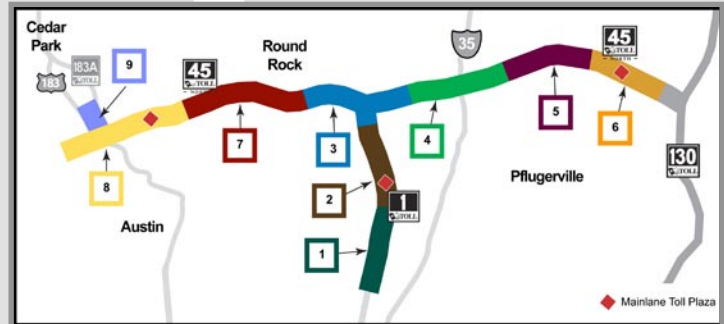 Cedar
Park
183A
TOLL
183
9
45
TOLL
NORTH
Round
Rock
35
45
TOLL
NORTH
7
3
4
5
6
8
2
1
TOLL
130
Pflugerville
Austin
1
Mainlane Toll Plaza